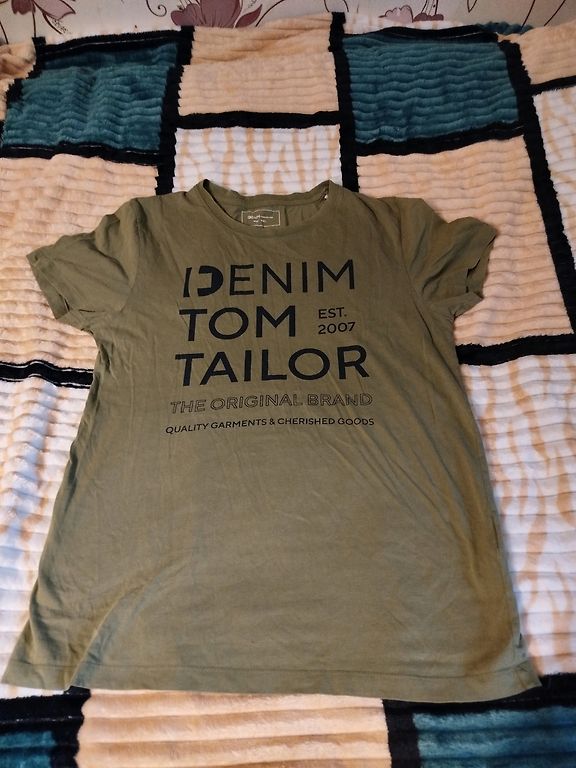 DENIM
TOM EST. 2007
TAILOR
THE ORIGINAL BRAND
QUALITY GARMENTS & CHERISHED GOODS